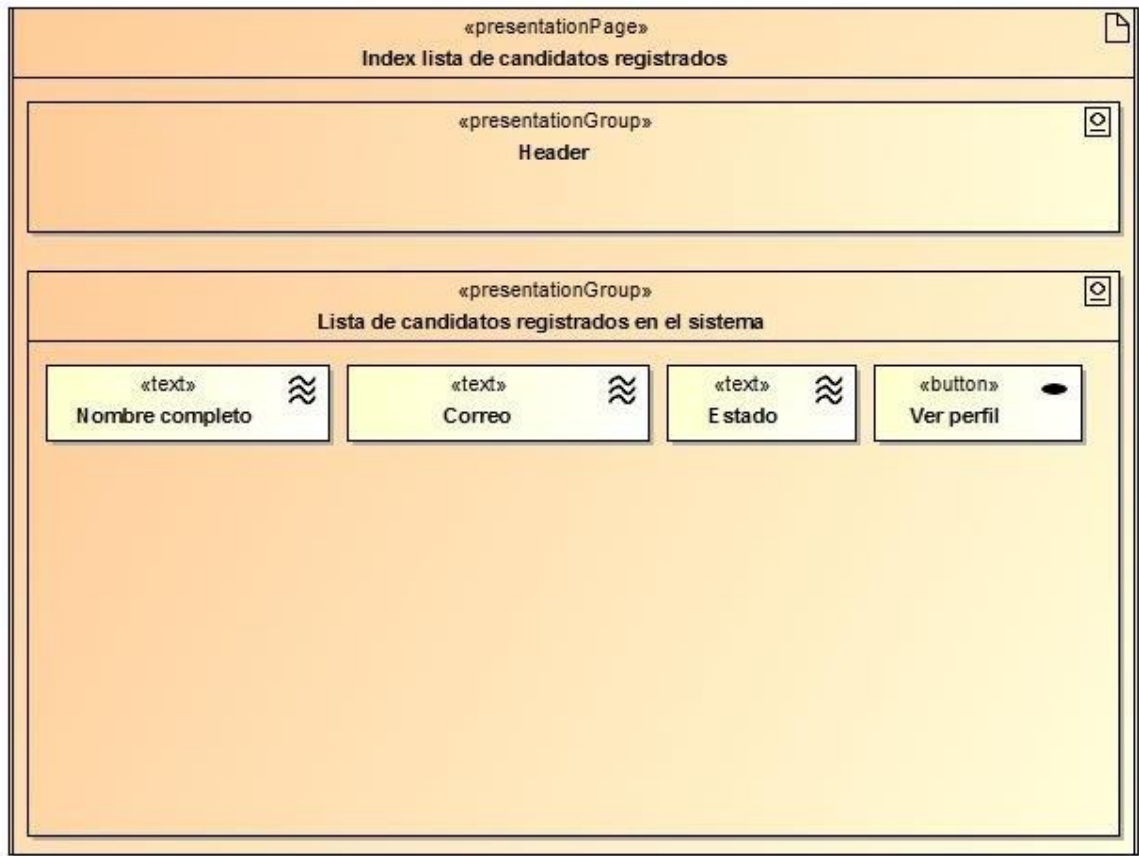 «presentationPage»
Index lista de candidatos registrados
«presentationGroup»
Header
«presentationGroup»
Lista de candidatos registrados en el sistema
«text»
Nombre completo
«text»
Correo
«text»
Estado
«button»
Ver perfil